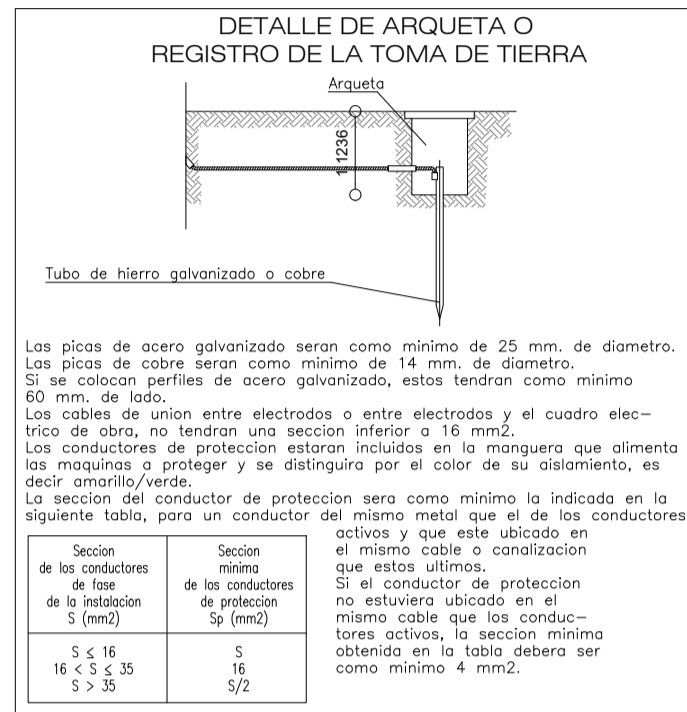 DETALLE DE ARQUETA O
REGISTRO DE LA TOMA DE TIERRA
Arqueta
1.1236
Tubo de hierro galvanizado o cobre
Las picas de acero galvanizado seran como minimo de 25 mm. de diametro.
Las picas de cobre seran como minimo de 14 mm. de diametro.
Si se colocan perfiles de acero galvanizado, estos tendran como minimo
60 mm. de lado.
Los cables de union entre electrodos o entre electrodos y el cuadro elec-
trico de obra, no tendran una seccion inferior a 16 mm2.
Los conductores de proteccion estaran incluidos en la manguera que alimenta
las maquinas a proteger y se distinguira por el color de su aislamiento, es
decir amarillo/verde.
La seccion del conductor de proteccion sera como minimo la indicada en la
siguiente tabla, para un conductor del mismo metal que el de los conductores
activos y que este ubicado en
el mismo cable o canalizacion
que estos ultimos.
Si el conductor de proteccion
no estuviera ubicado en el
mismo cable que los conduc-
tores activos, la seccion minima
obtenida en la tabla debera ser
como minimo 4 mm2.
Seccion
de los conductores
de fase
de la instalacion
S (mm2)
Seccion
minima
de los conductores
de proteccion
Sp (mm2)
S ≤ 16 S
16 < S ≤ 35 16
S > 35 S/2